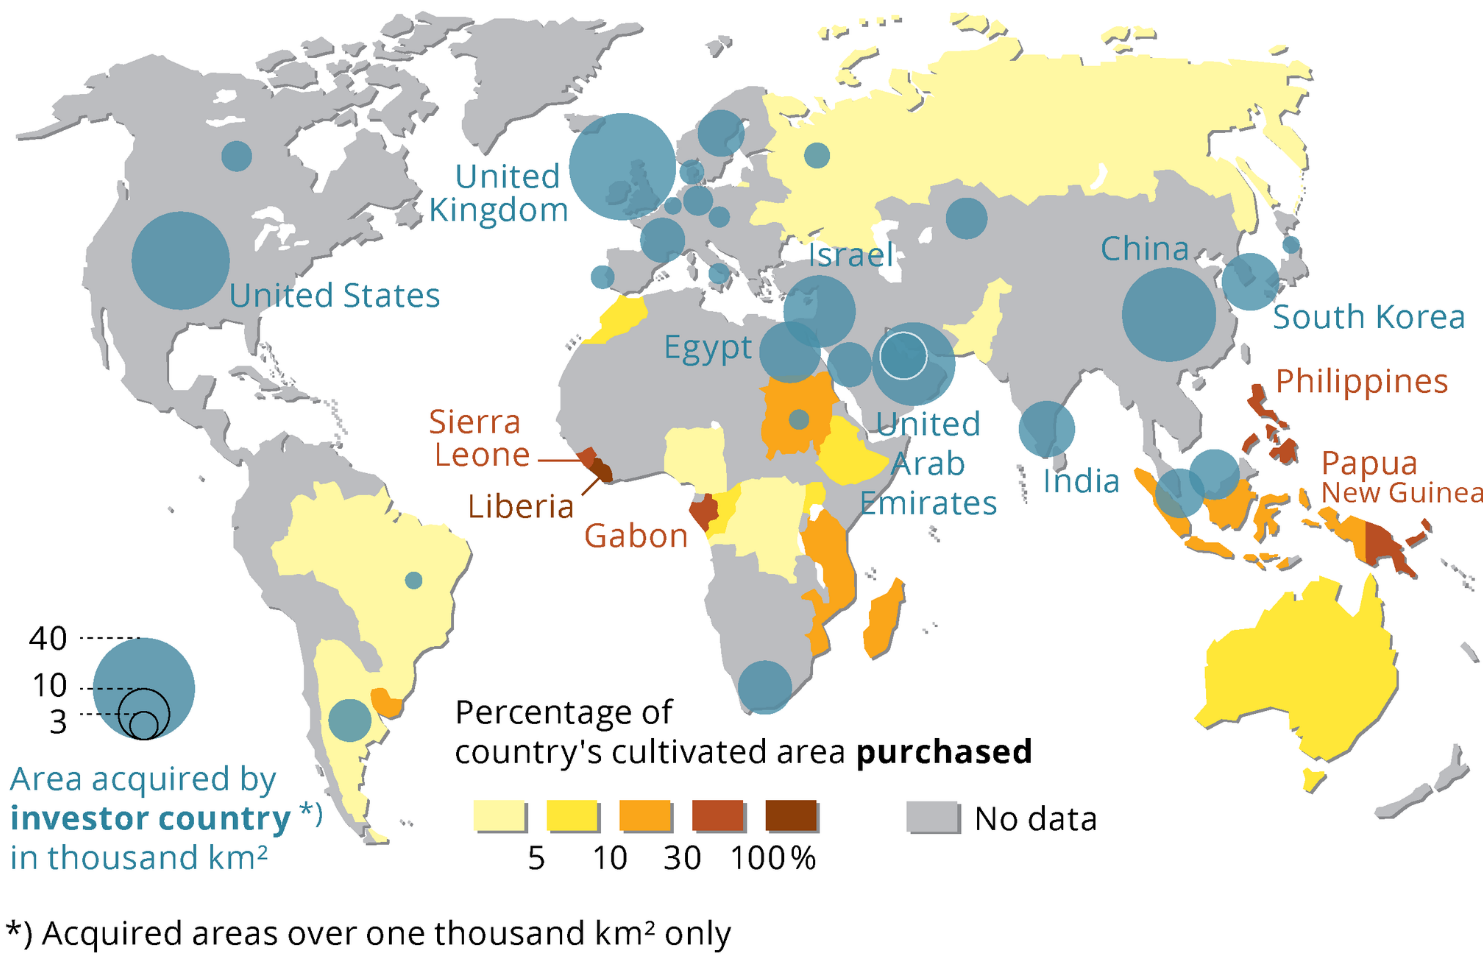 United
Kingdom
United States
Israel
China
South Korea
Egypt
Philippines
Sierra
Leone
United
Arab
Emirates
India
Papua
New Guinea
Liberia
Gabon
40
10
3
Area acquired by
investor country *)
in thousand km²
Percentage of
country's cultivated area purchased
5 10 30 100%
No data
*) Acquired areas over one thousand km² only